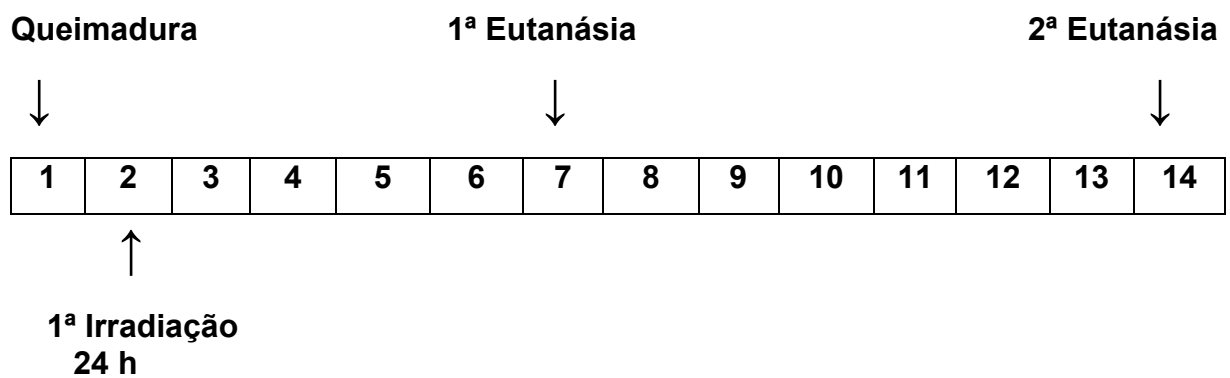 Queimadura 1ª Eutanásia 2ª Eutanásia
↓ ↓ ↓
1 2 3 4 5 6 7 8 9 10 11 12 13 14
↑
1ª Irradiação
24 h